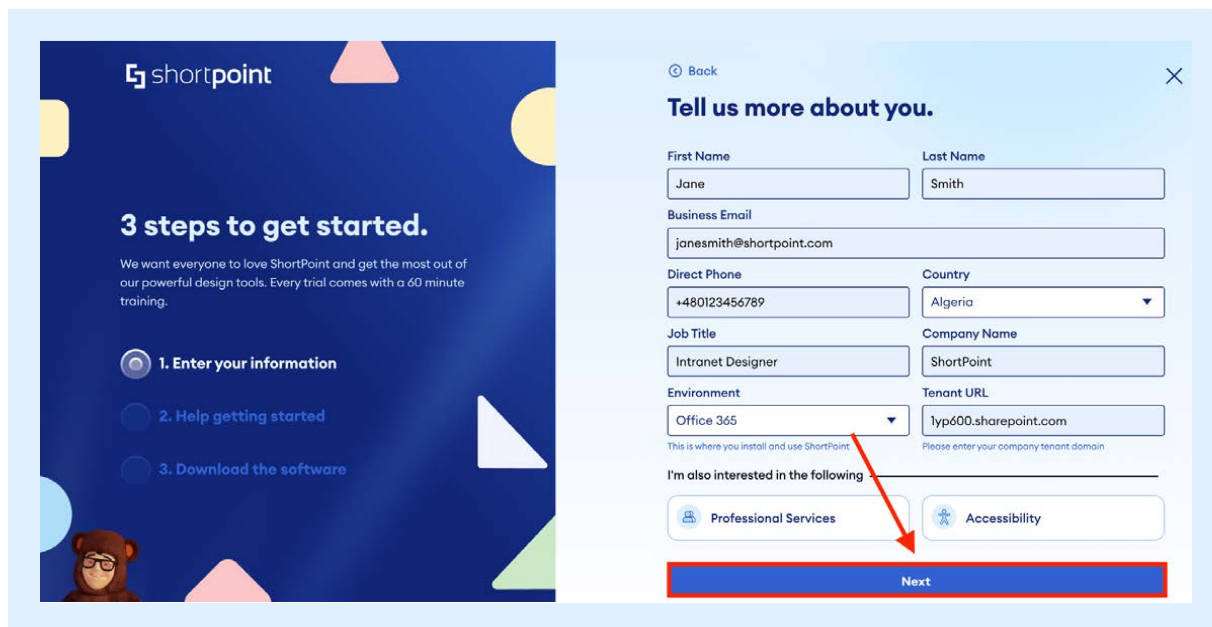 shortpoint
3 steps to get started.
We want everyone to love ShortPoint and get the most out of
our powerful design tools. Every trial comes with a 60 minute
training.
1. Enter your information
2. Help getting started
3. Download the software
Back
Tell us more about you.
First Name
Last Name
Jane
Smith
Business Email
janesmith@shortpoint.com
Direct Phone
Country
+480123456789
Algeria
Job Title
Company Name
Intranet Designer
ShortPoint
Environment
Tenant URL
Office 365
1yp600.sharepoint.com
This is where you install and use ShortPoint
Please enter your company tenant domain
I'm also interested in the following
Professional Services
Accessibility
Next